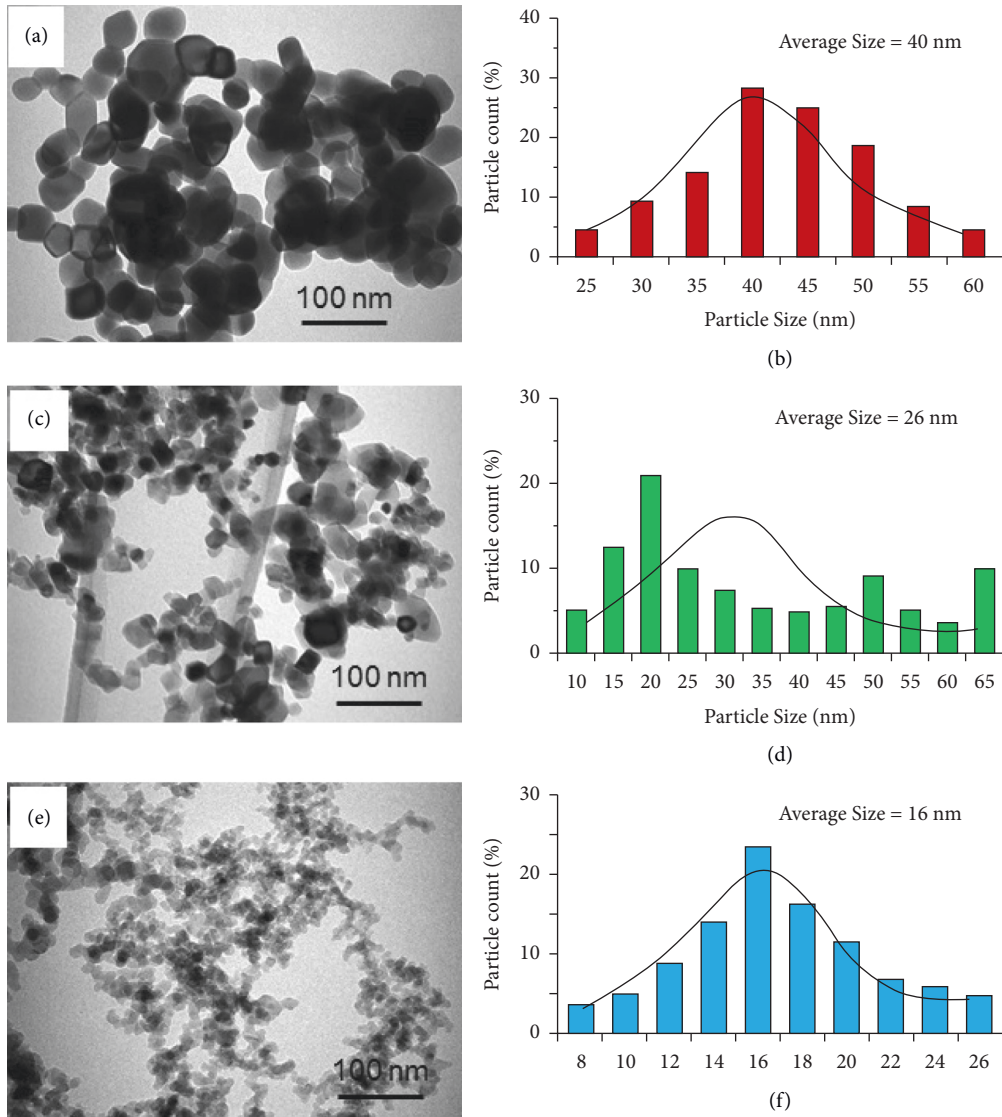 (a)
100 nm
40
30
20
10
0
Particle count (%)
Average Size = 40 nm
25 30 35 40 45 50 55 60
Particle Size (nm)
(b)
(c)
100 nm
30
20
10
0
Particle count (%)
Average Size = 26 nm
10 15 20 25 30 35 40 45 50 55 60 65
Particle Size (nm)
(d)
(e)
100 nm
30
20
10
0
Particle count (%)
Average Size = 16 nm
8 10 12 14 16 18 20 22 24 26
(f)